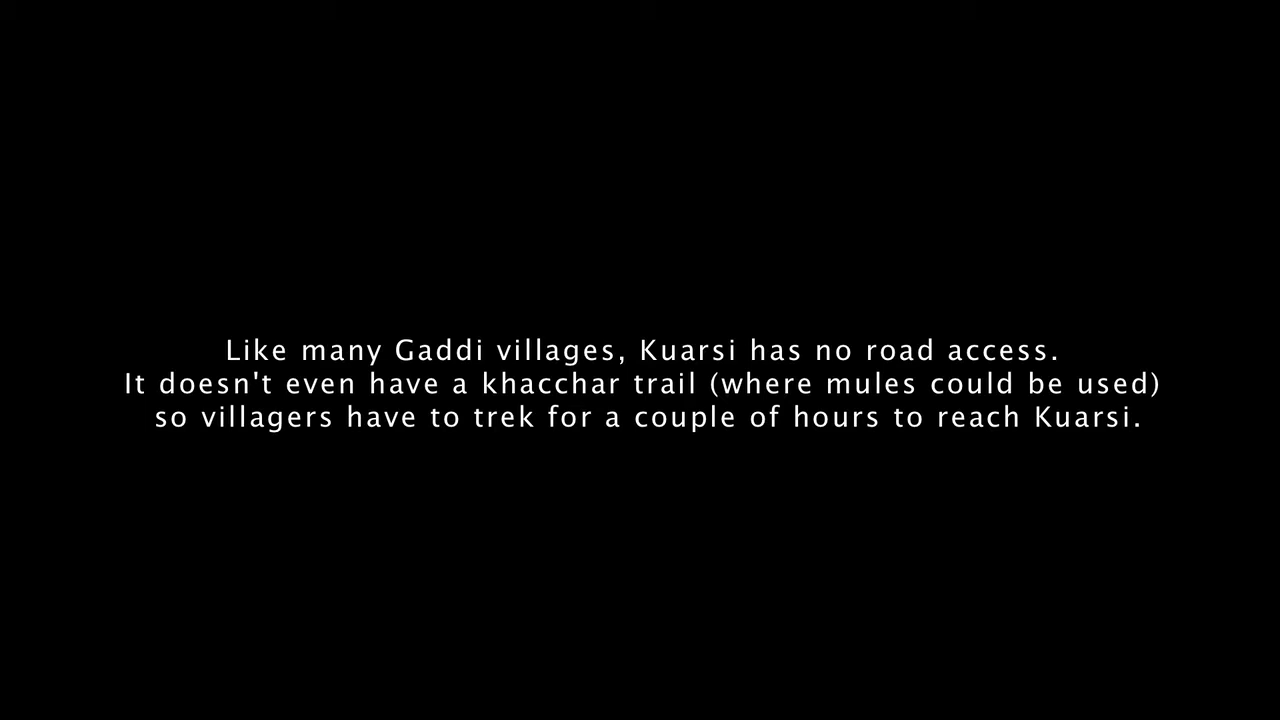 Like many Gaddi villages, Kuarsi has no road access.
It doesn't even have a khacchar trail (where mules could be used)
so villagers have to trek for a couple of hours to reach Kuarsi.